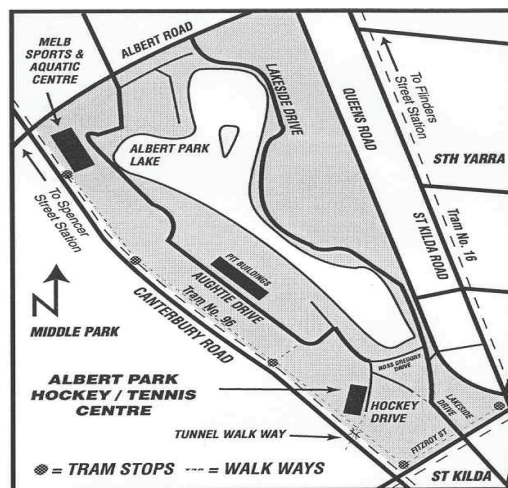 MELB
SPORTS &
AQUATIC
CENTRE
ALBERT ROAD
LAKESIDE DRIVE
QUEENS ROAD
To Flinders
Street Station
ALBERT PARK
LAKE
STH YARRA
To Spencer
Street Station
ST KILDA ROAD
Tram No. 16
PIT BUILDINGS
AUGHTIE DRIVE
Tram No. 96
CANTERBURY ROAD
N
MIDDLE PARK
ROSS GREGORY
DRIVE
ALBERT PARK
HOCKEY / TENNIS
CENTRE
HOCKEY
DRIVE
LAKESIDE
DRIVE
TUNNEL WALK WAY
FITZROY ST
= TRAM STOPS --- = WALK WAYS
ST KILDA